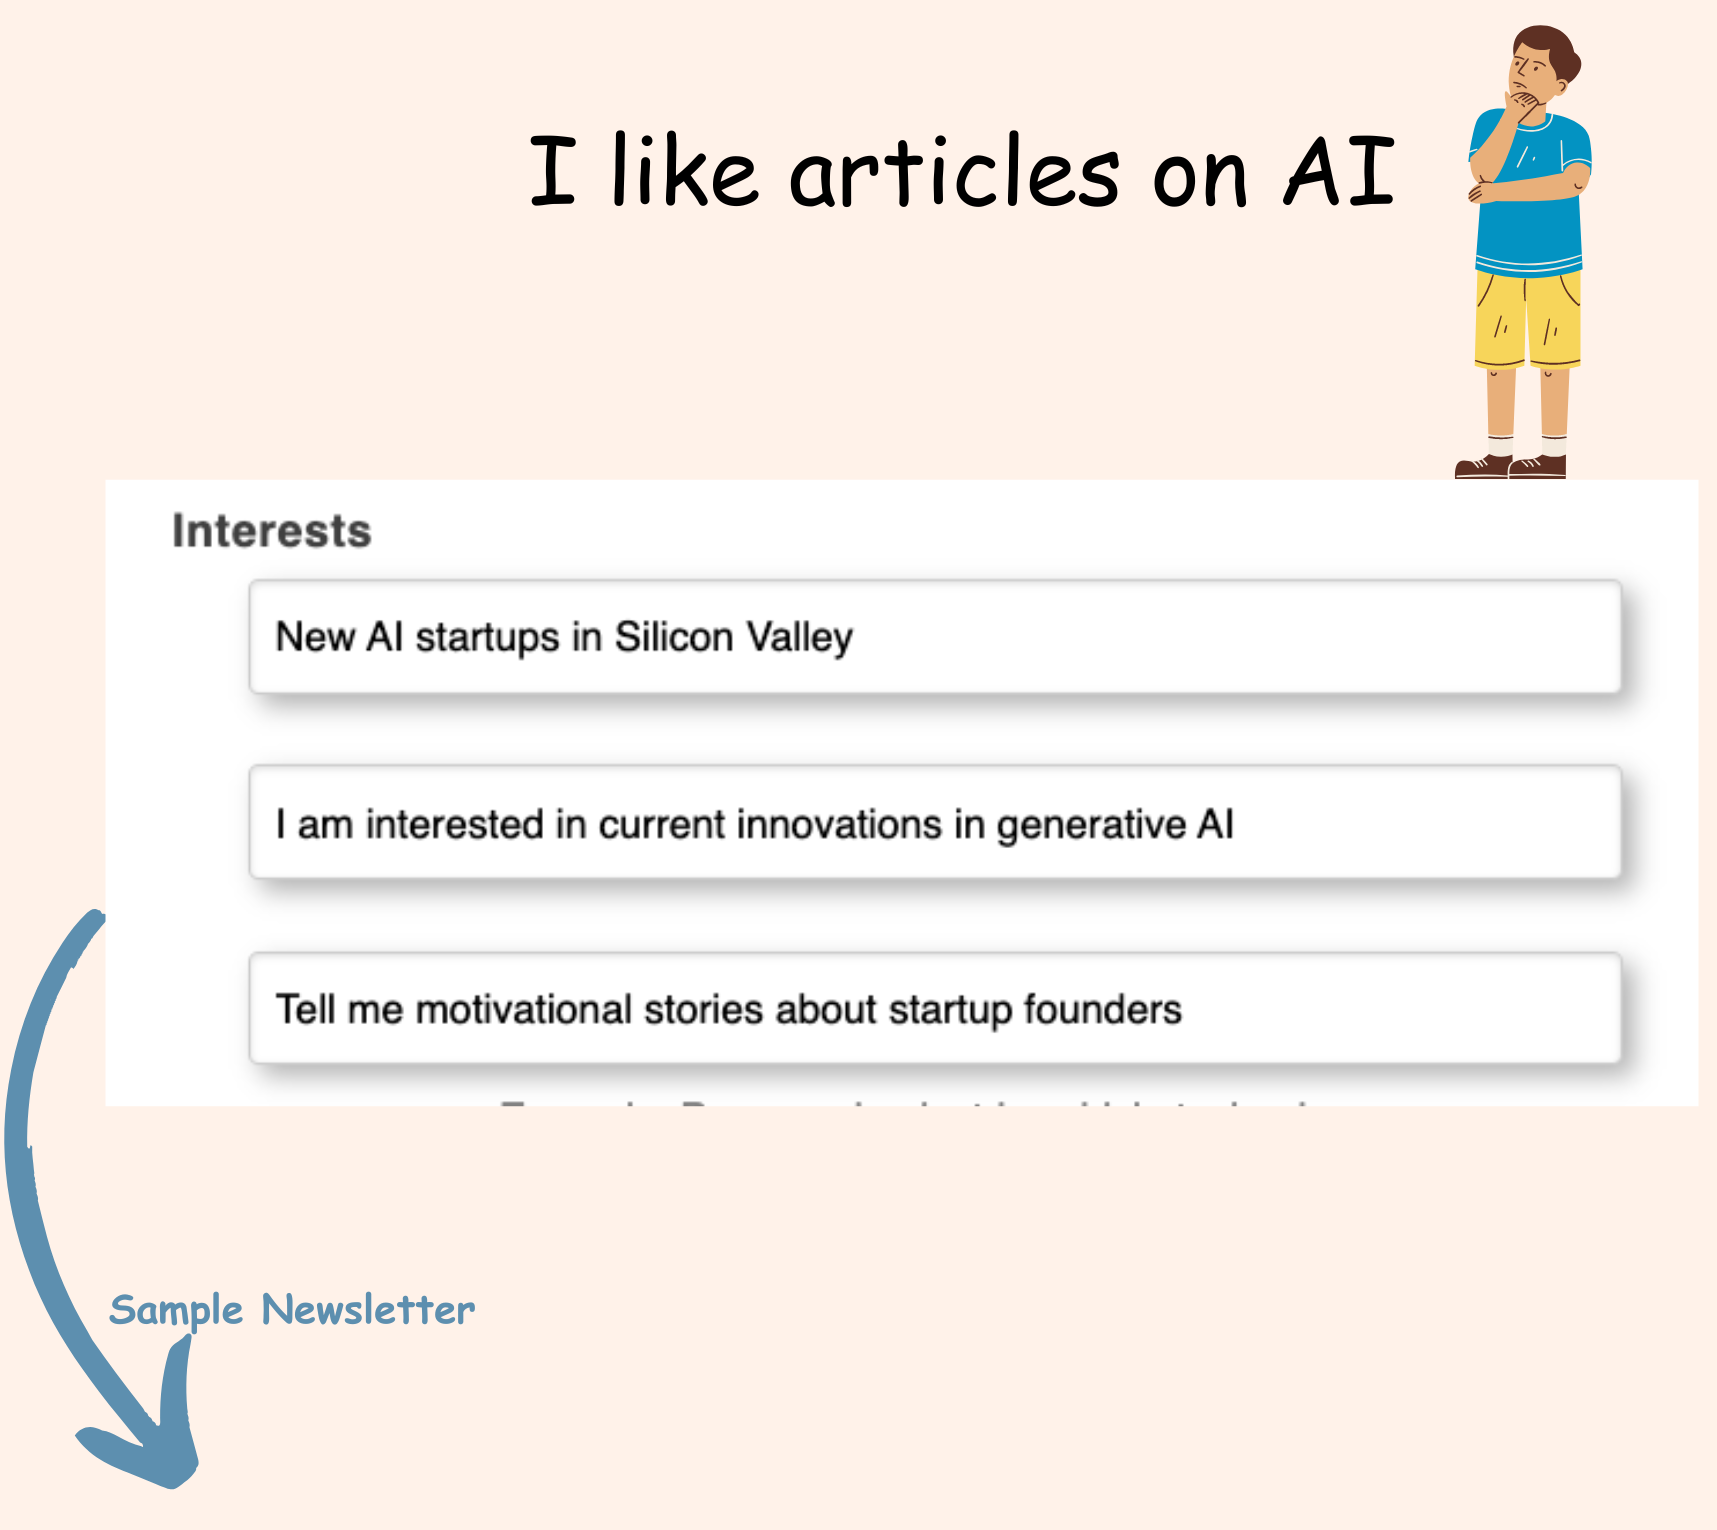 I like articles on AI
Interests
New AI startups in Silicon Valley
I am interested in current innovations in generative AI
Tell me motivational stories about startup founders
Sample Newsletter